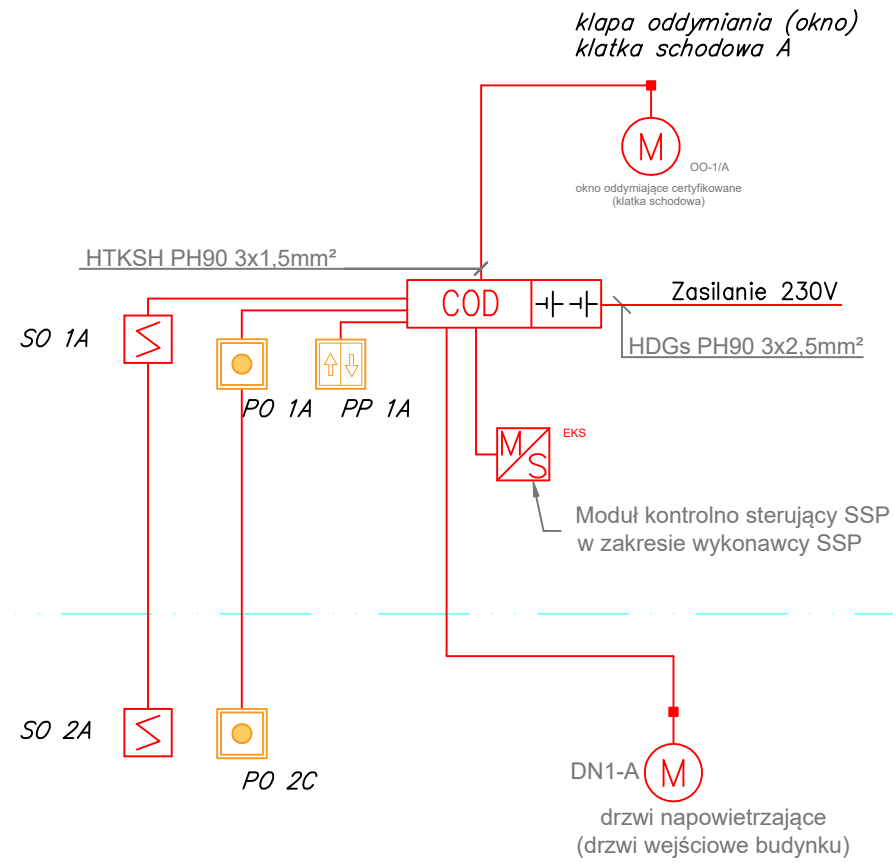 klapa oddymiania (okno)
klatka schodowa A
M
OO-1/A
okno oddymiające certyfikowane
(klatka schodowa)
HTKSH PH90 3x1,5mm²
COD
Zasilanie 230V
HDGs PH90 3x2,5mm²
SO 1A
PO 1A
PP 1A
M/S
EKS
Moduł kontrolno sterujący SSP
w zakresie wykonawcy SSP
SO 2A
PO 2C
DN1-A
M
drzwi napowietrzające
(drzwi wejściowe budynku)